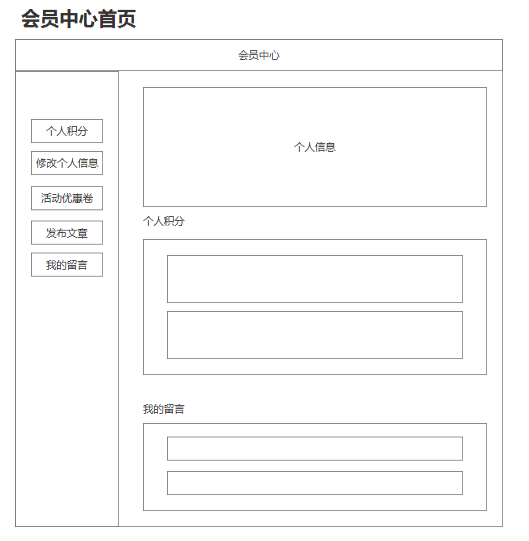 会员中心首页
会员中心
个人积分
修改个人信息
活动优惠卷
发布文章
我的留言
个人信息
个人积分
我的留言